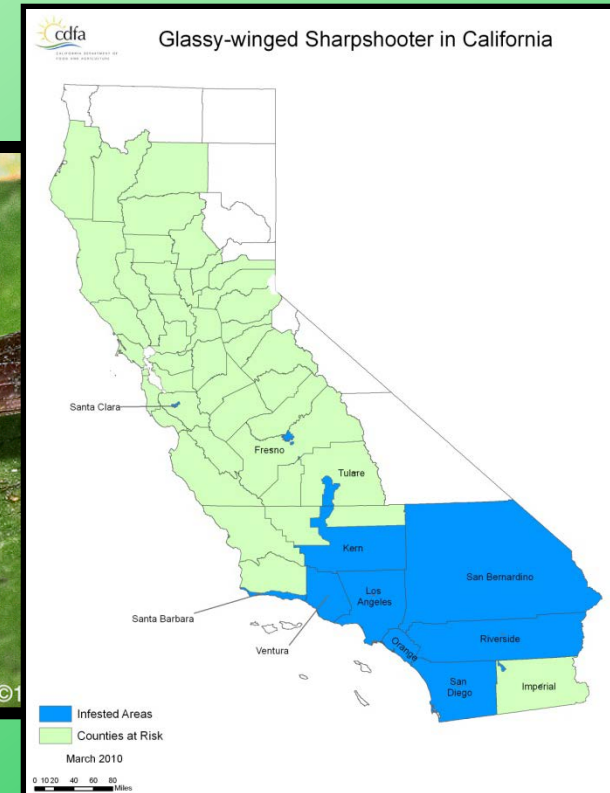 cdfa
CALIFORNIA DEPARTMENT OF
FOOD AND AGRICULTURE
Glassy-winged Sharpshooter in California
Santa Clara
Fresno
Tulare
Kern
San Bernardino
Los
Angeles
Santa Barbara
Ventura
Orange
Riverside
San
Diego
Imperial
©1
Infested Areas
Counties at Risk
March 2010
0 10 20 40 60 80
Miles